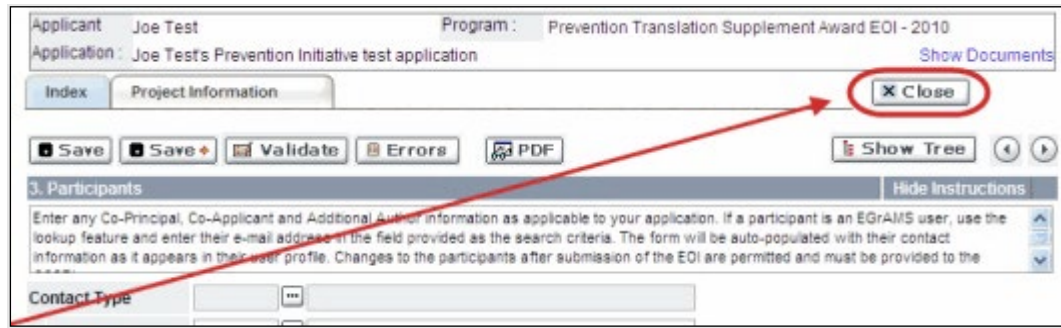 Applicant Joe Test Program : Prevention Translation Supplement Award EOI - 2010
Application : Joe Test's Prevention Initiative test application Show Documents
Index Project Information Close
Save Save Validate Errors PDF Show Tree
3. Participants Hide Instructions
Enter any Co-Principal, Co-Applicant and Addtional Author information as applicable to your application. If a participant is an EGrAMS user, use the
lookup feature and enter their e-mail address in the field provided as the search criteria. The form will be auto-populated with their contact
information as it appears in their user profile. Changes to the participants after submission of the EOI are permitted and must be provided to the
Contact Type